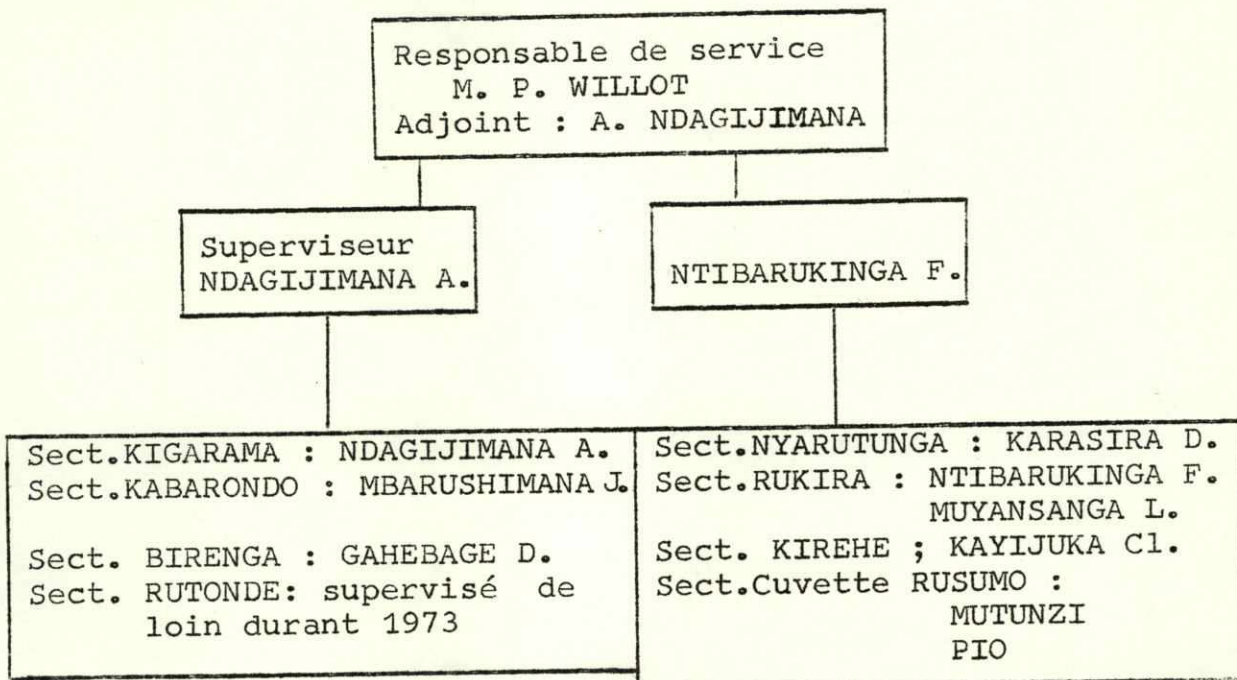 Responsable de service
M. P. WILLOT
Adjoint : A. NDAGIJIMANA
Superviseur
NDAGIJIMANA A.
NTIBARUKINGA F.
Sect.KIGARAMA : NDAGIJIMANA A.
Sect.KABARONDO : MBARUSHIMANA J.
Sect. BIRENGA : GAHEBAGE D.
Sect. RUTONDE: supervisé de
loin durant 1973
Sect.NYARUTUNGA : KARASIRA D.
Sect.RUKIRA : NTIBARUKINGA F.
MUYANSANGA L.
Sect. KIREHE ; KAYIJUKA Cl.
Sect.Cuvette RUSUMO :
MUTUNZI
PIO